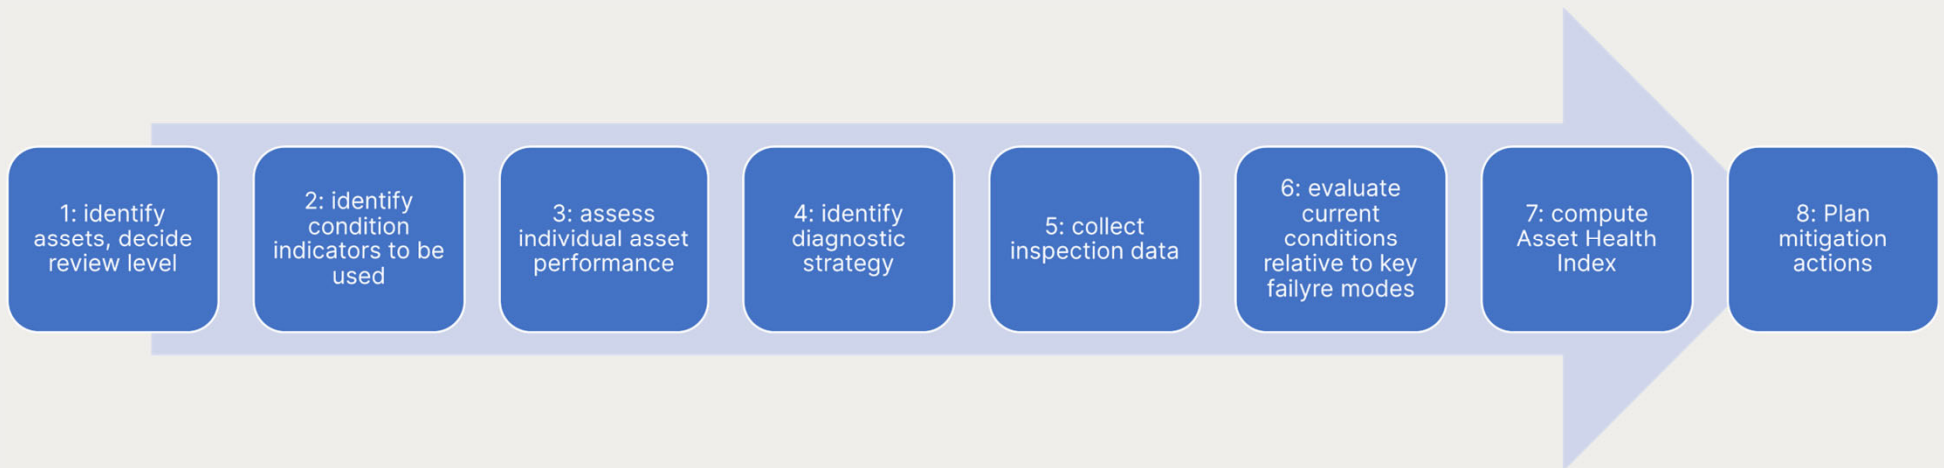 1: identify
assets, decide
review level
2: identify
condition
indicators to be
used
3: assess
individual asset
performance
4: identify
diagnostic
strategy
5: collect
inspection data
6: evaluate
current
conditions
relative to key
failyre modes
7: compute
Asset Health
Index
8: Plan
mitigation
actions